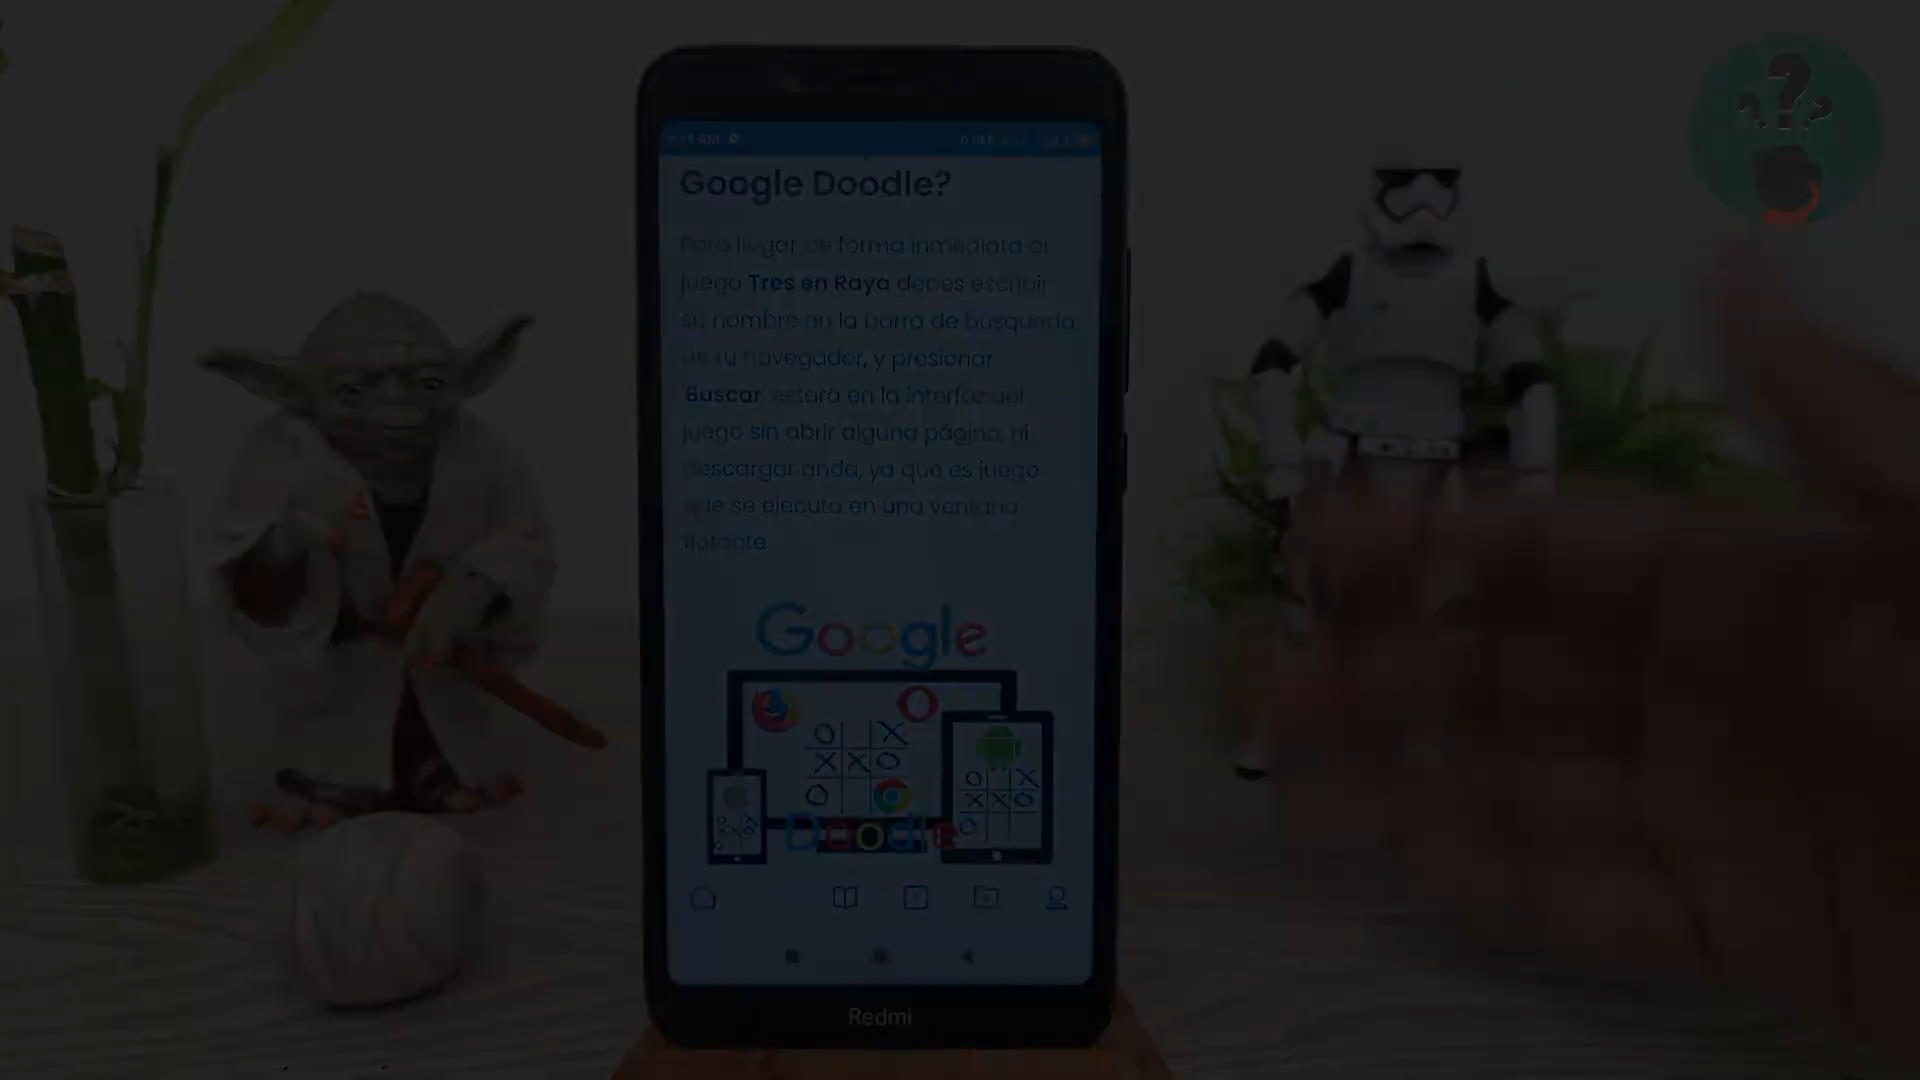 Google Doodle?
Para llegar de forma inmediata al
juego Tres en Raya debes escribir
su nombre en la barra de búsqueda
de tu navegador, y presionar
'Buscar' estara en la interfaz del
juego sin abrir alguna página, ni
descargar anda, ya que es juego
que se ejecuta en una ventana
flotante.
Google
Doodle
Redmi